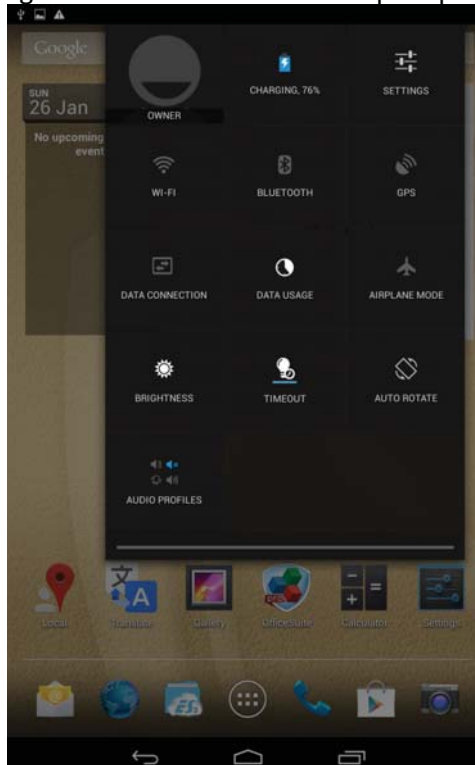 Google
SUN
26 Jan
No upcoming
event
OWNER
CHARGING, 76%
SETTINGS
WI-FI
BLUETOOTH
GPS
DATA CONNECTION
DATA USAGE
AIRPLANE MODE
BRIGHTNESS
TIMEOUT
AUTO ROTATE
AUDIO PROFILES
Local
Translate
Gallery
OfficeSuite
Calculator
Settings